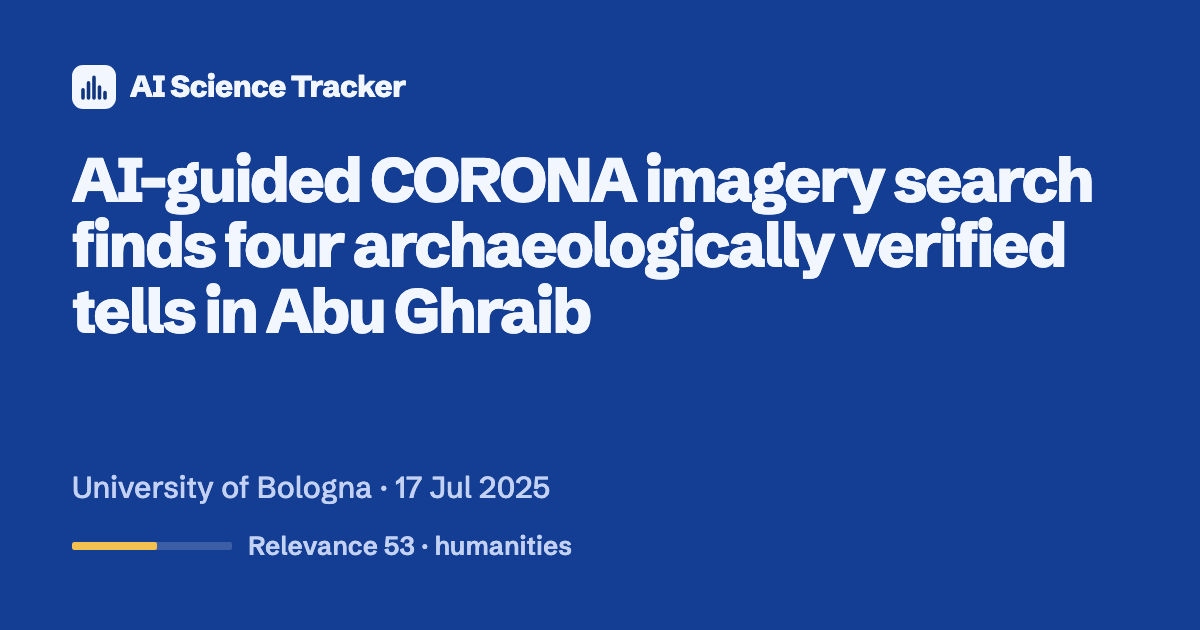 AI Science Tracker
AI-guided CORONA imagery search
finds four archaeologically verified
tells in Abu Ghraib
University of Bologna · 17 Jul 2025
Relevance 53 · humanities